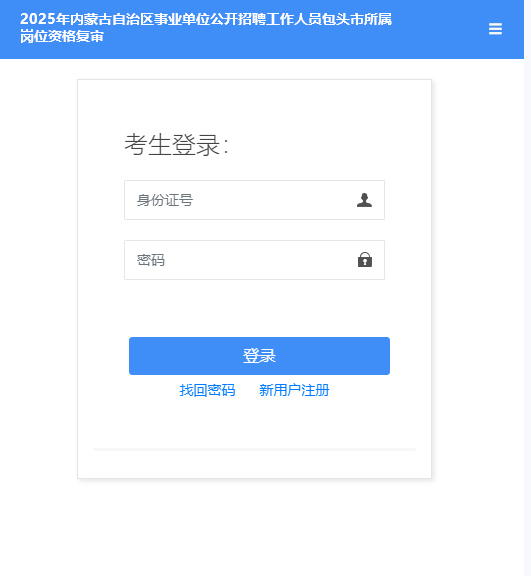 2025年内蒙古自治区事业单位公开招聘工作人员包头市所属
岗位资格复审
考生登录:
身份证号
密码
登录
找回密码 新用户注册